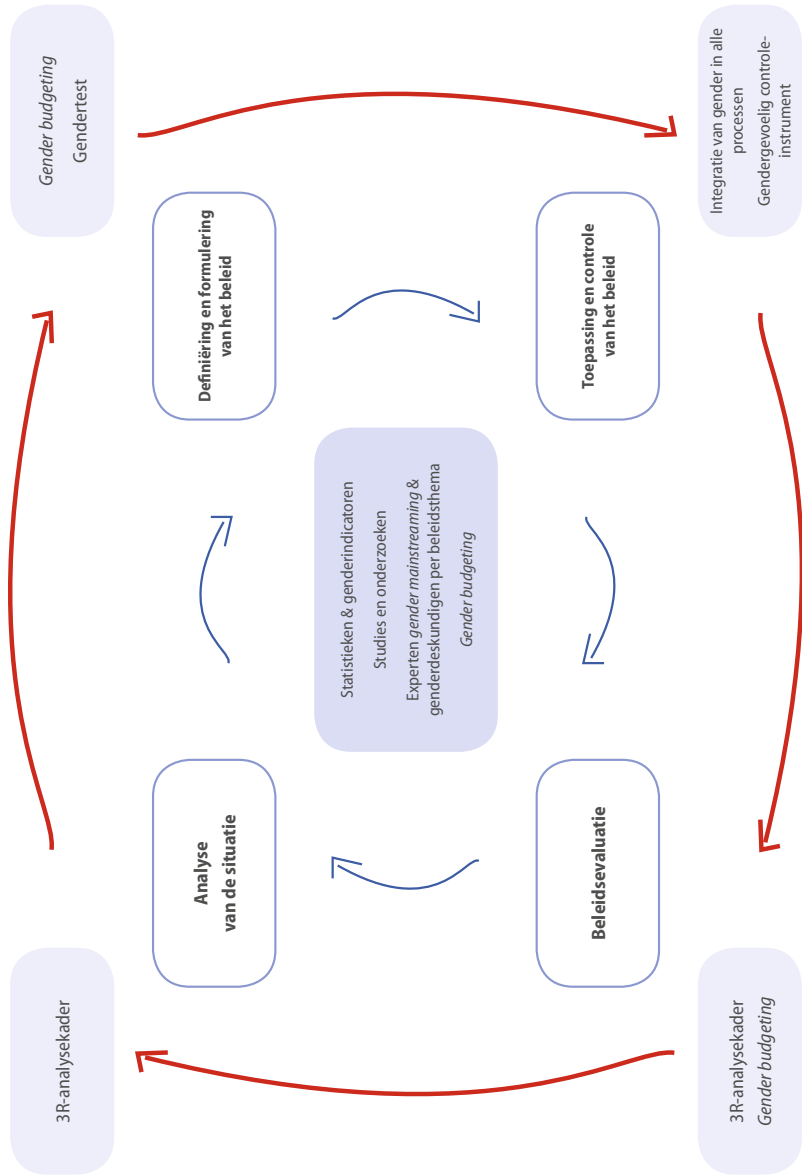 3R-analysekader
Gender budgeting
Gendertest
Analyse
van de situatie
Definiëring en formulering
van het beleid
Statistieken & genderindicatoren
Studies en onderzoeken
Experten gender mainstreaming &
genderdeskundigen per beleidsthema
Gender budgeting
Beleidsevaluatie
Toepassing en controle
van het beleid
3R-analysekader
Gender budgeting
Integratie van gender in alle
processen
Gendergevoelig controle-
instrument